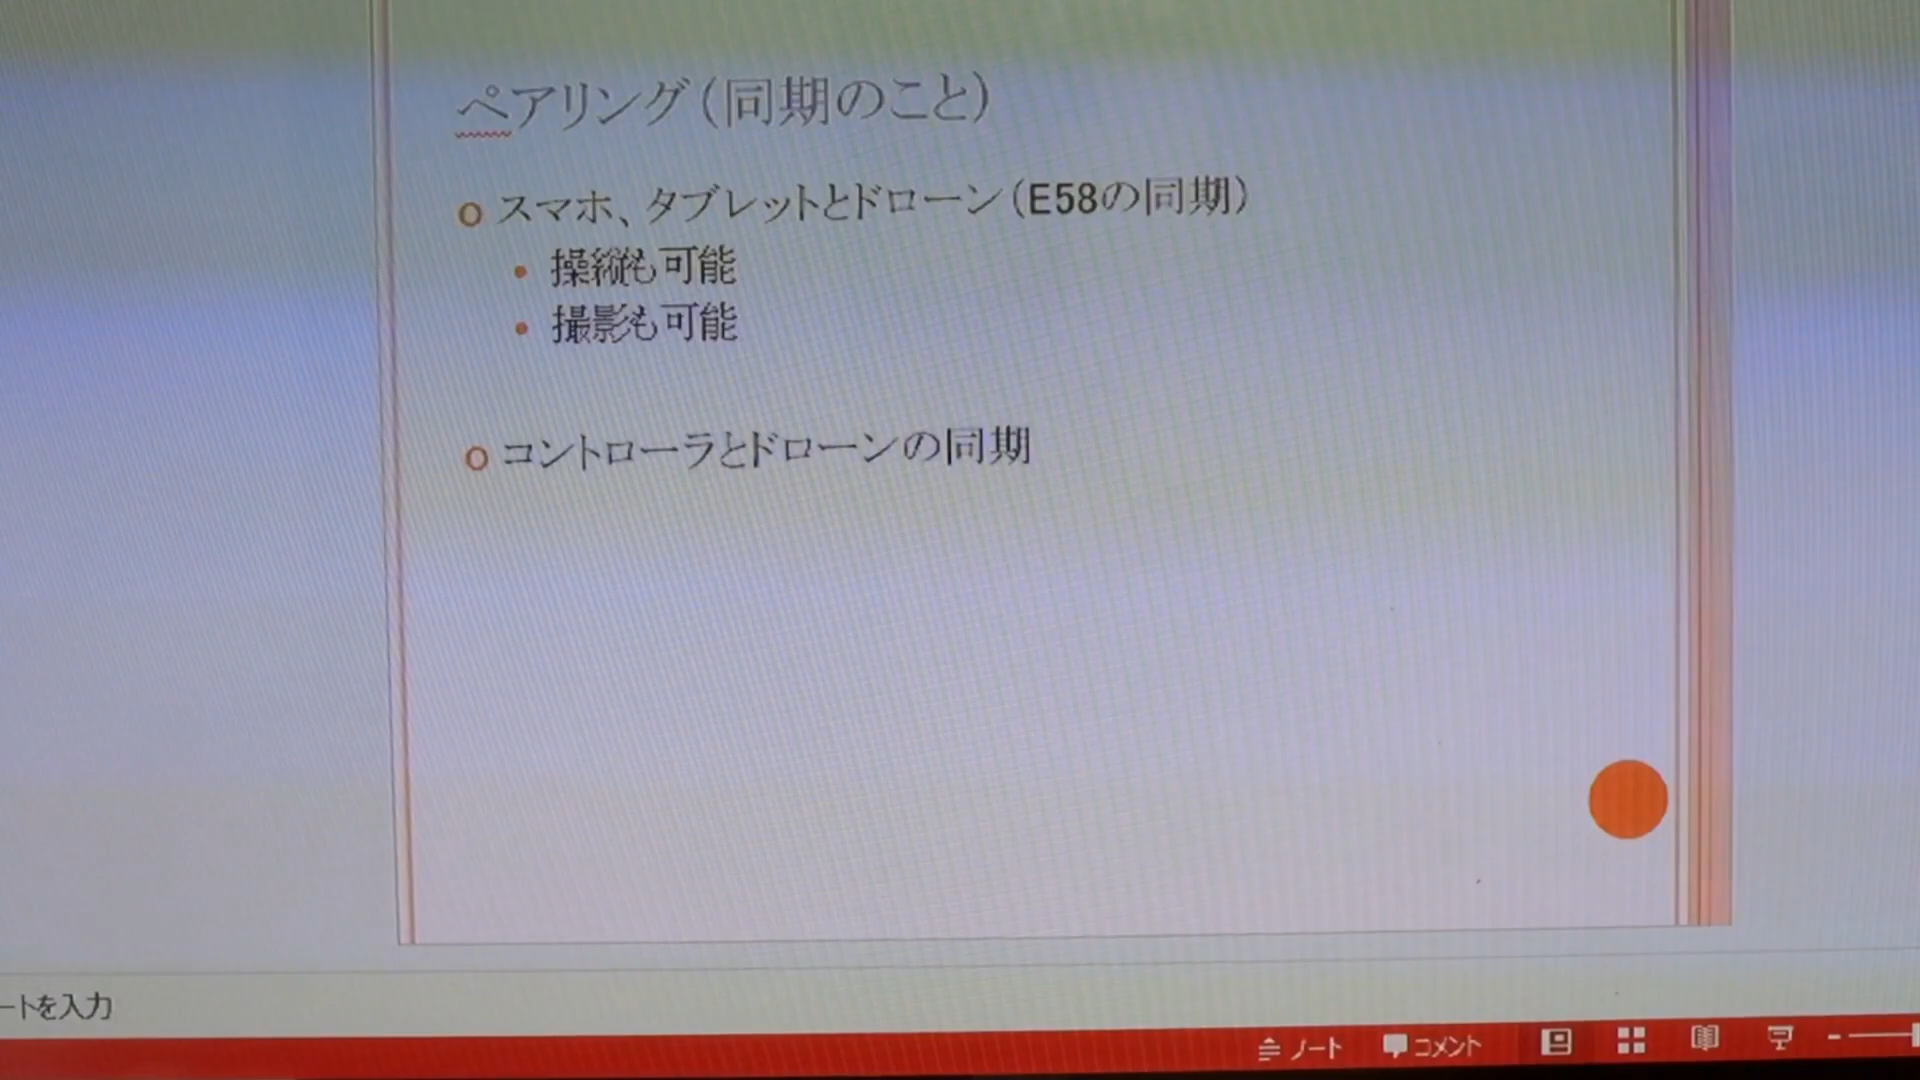 ペアリング（同期のこと）
o スマホ、タブレットとドローン（E58の同期）
• 操縦も可能
• 撮影も可能
o コントローラとドローンの同期
ートを入力
ノート コメント